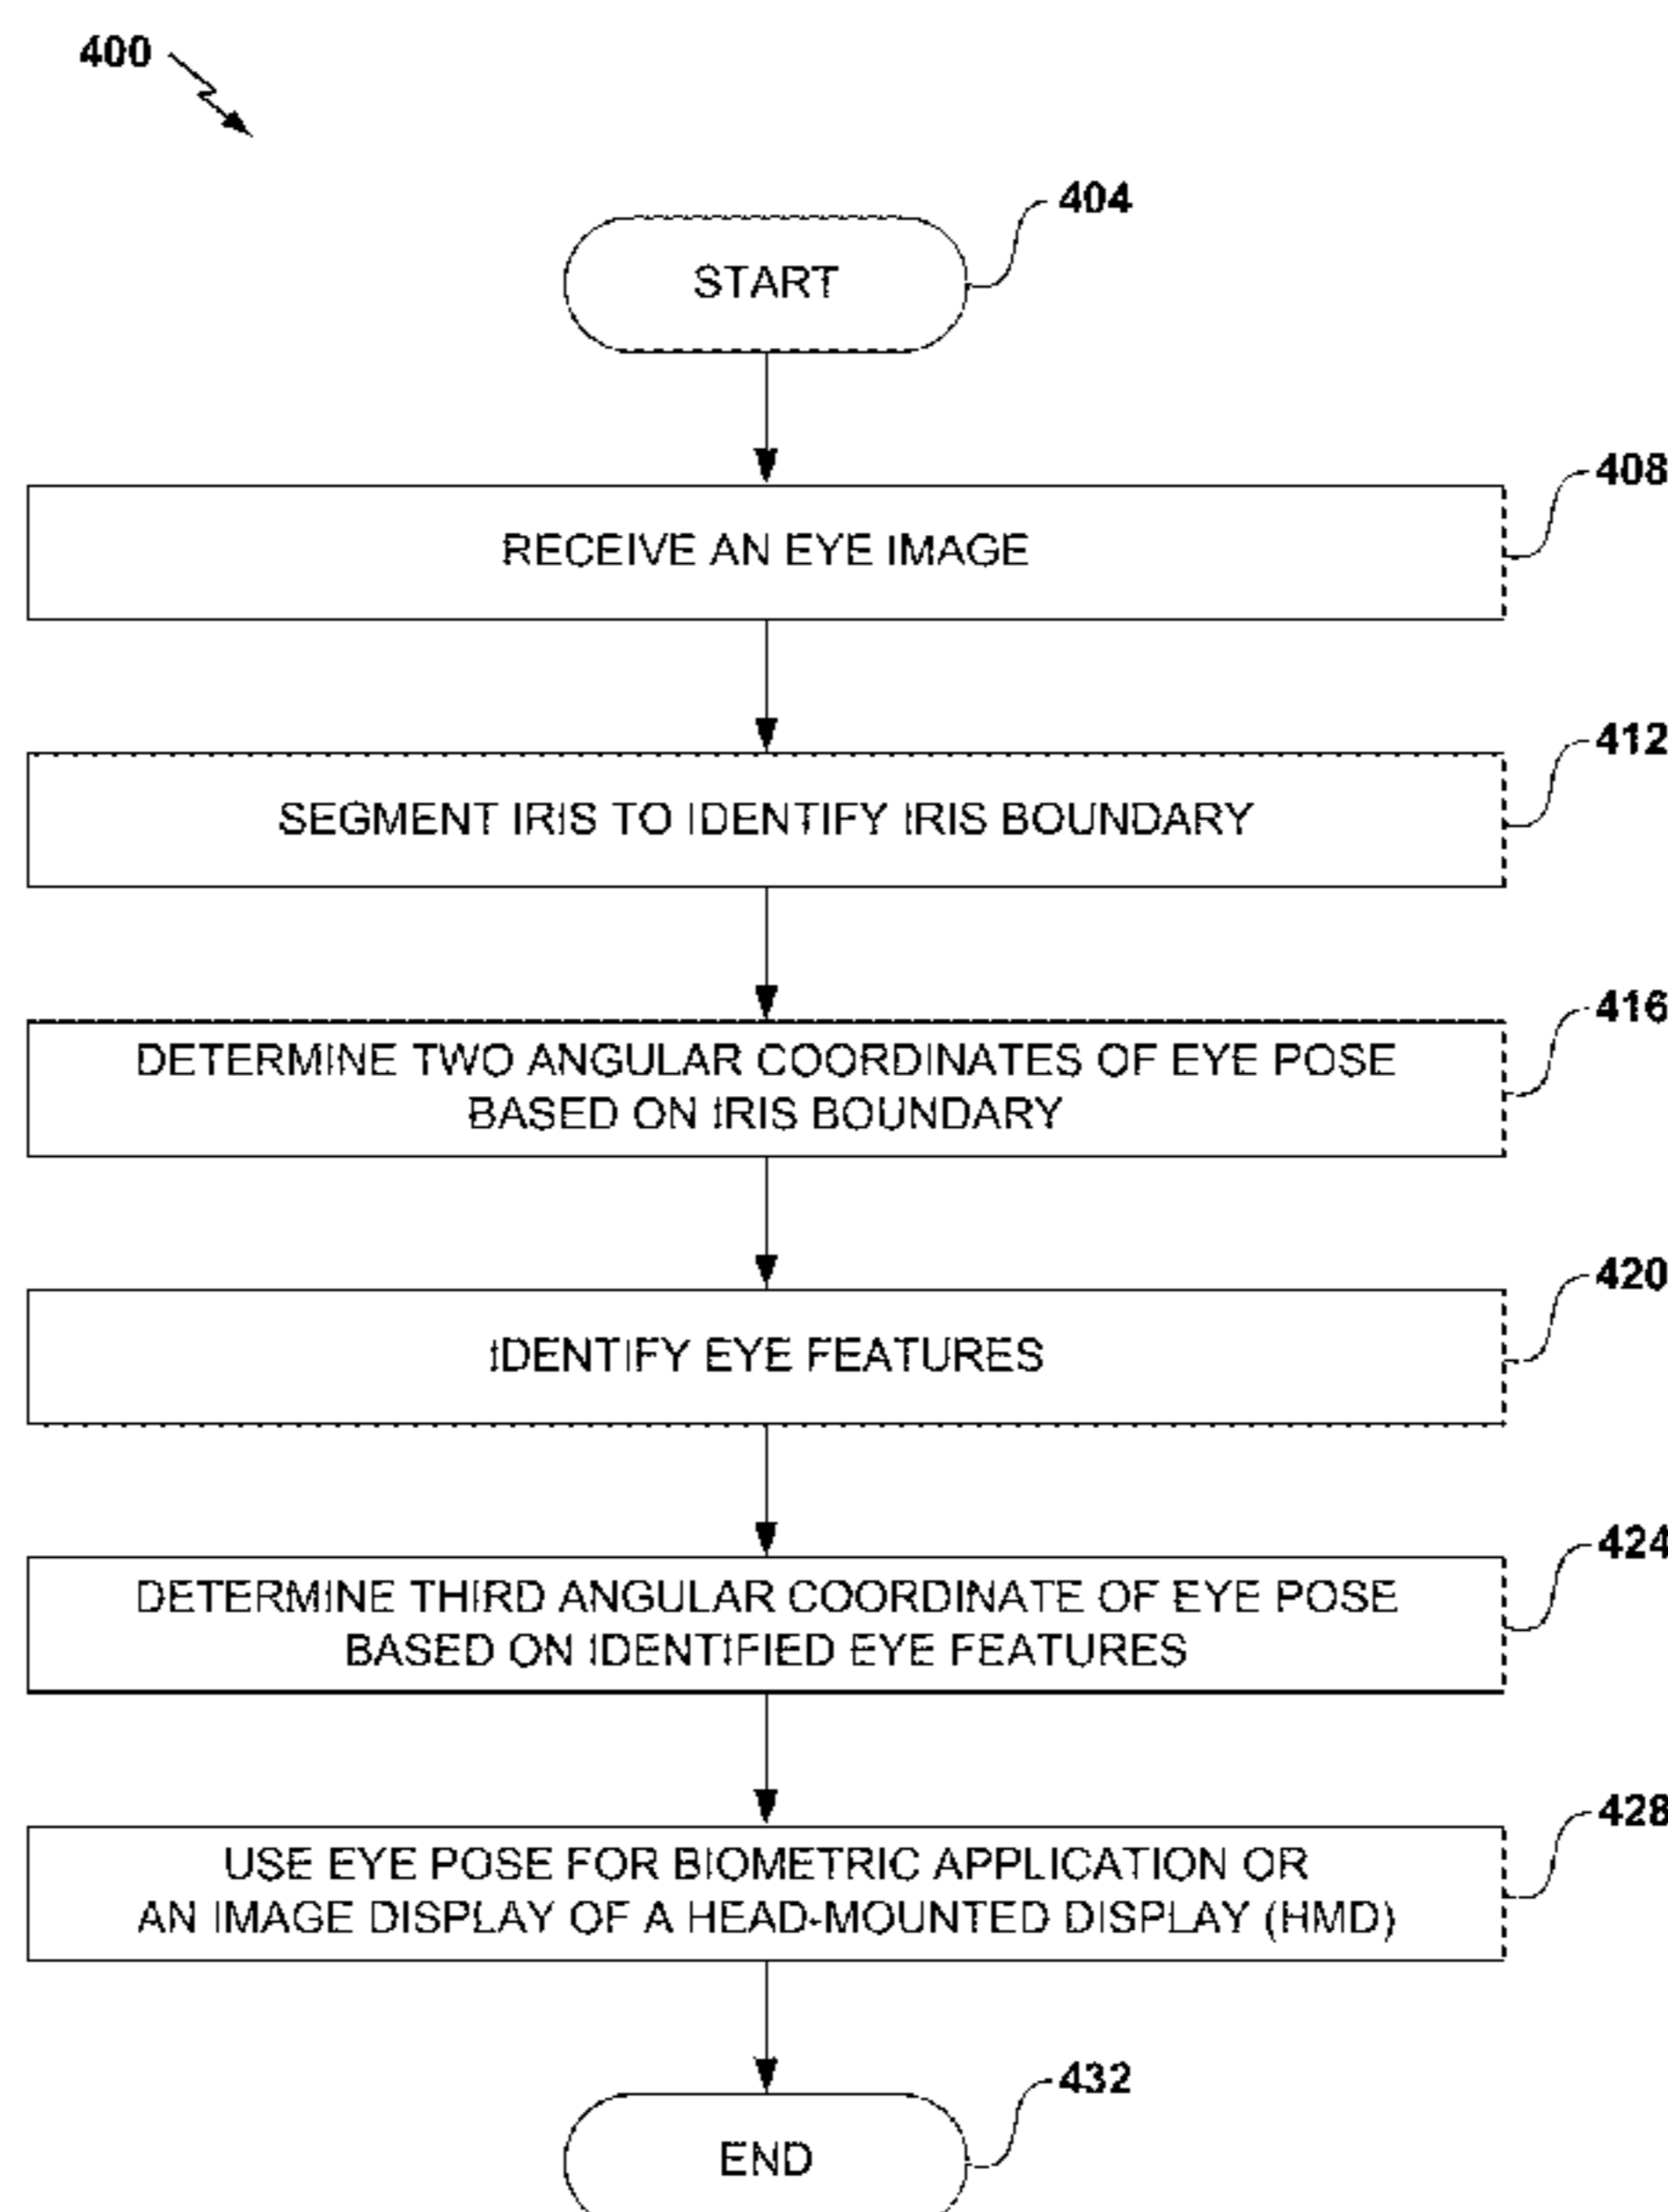 400
404
START
408
RECEIVE AN EYE IMAGE
412
SEGMENT IRIS TO IDENTIFY IRIS BOUNDARY
416
DETERMINE TWO ANGULAR COORDINATES OF EYE POSE
BASED ON IRIS BOUNDARY
420
IDENTIFY EYE FEATURES
424
DETERMINE THIRD ANGULAR COORDINATE OF EYE POSE
BASED ON IDENTIFIED EYE FEATURES
428
USE EYE POSE FOR BIOMETRIC APPLICATION OR
AN IMAGE DISPLAY OF A HEAD-MOUNTED DISPLAY (HMD)
432
END